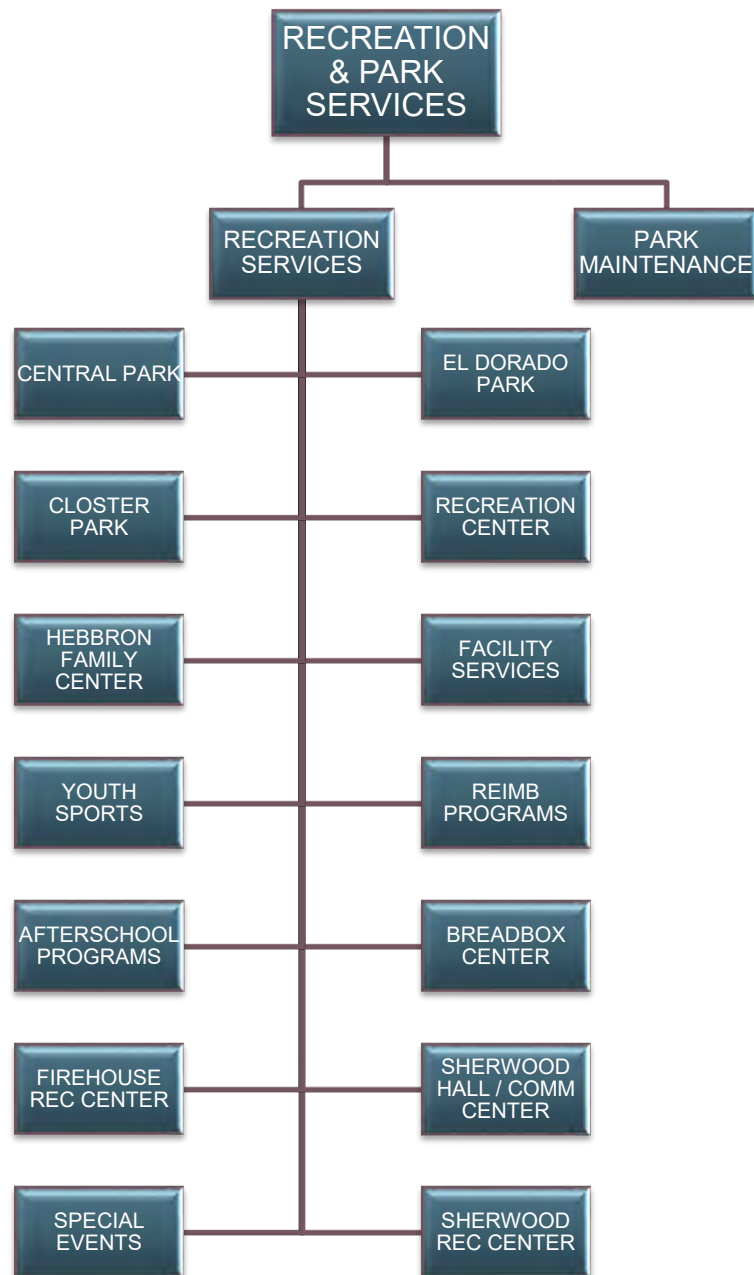 RECREATION
& PARK
SERVICES
RECREATION
SERVICES
PARK
MAINTENANCE
CENTRAL PARK
EL DORADO
PARK
CLOSTER
PARK
RECREATION
CENTER
HEBBRON
FAMILY
CENTER
FACILITY
SERVICES
YOUTH
SPORTS
REIMB
PROGRAMS
AFTERSCHOOL
PROGRAMS
BREADBOX
CENTER
FIREHOUSE
REC CENTER
SHERWOOD
HALL / COMM
CENTER
SPECIAL
EVENTS
SHERWOOD
REC CENTER